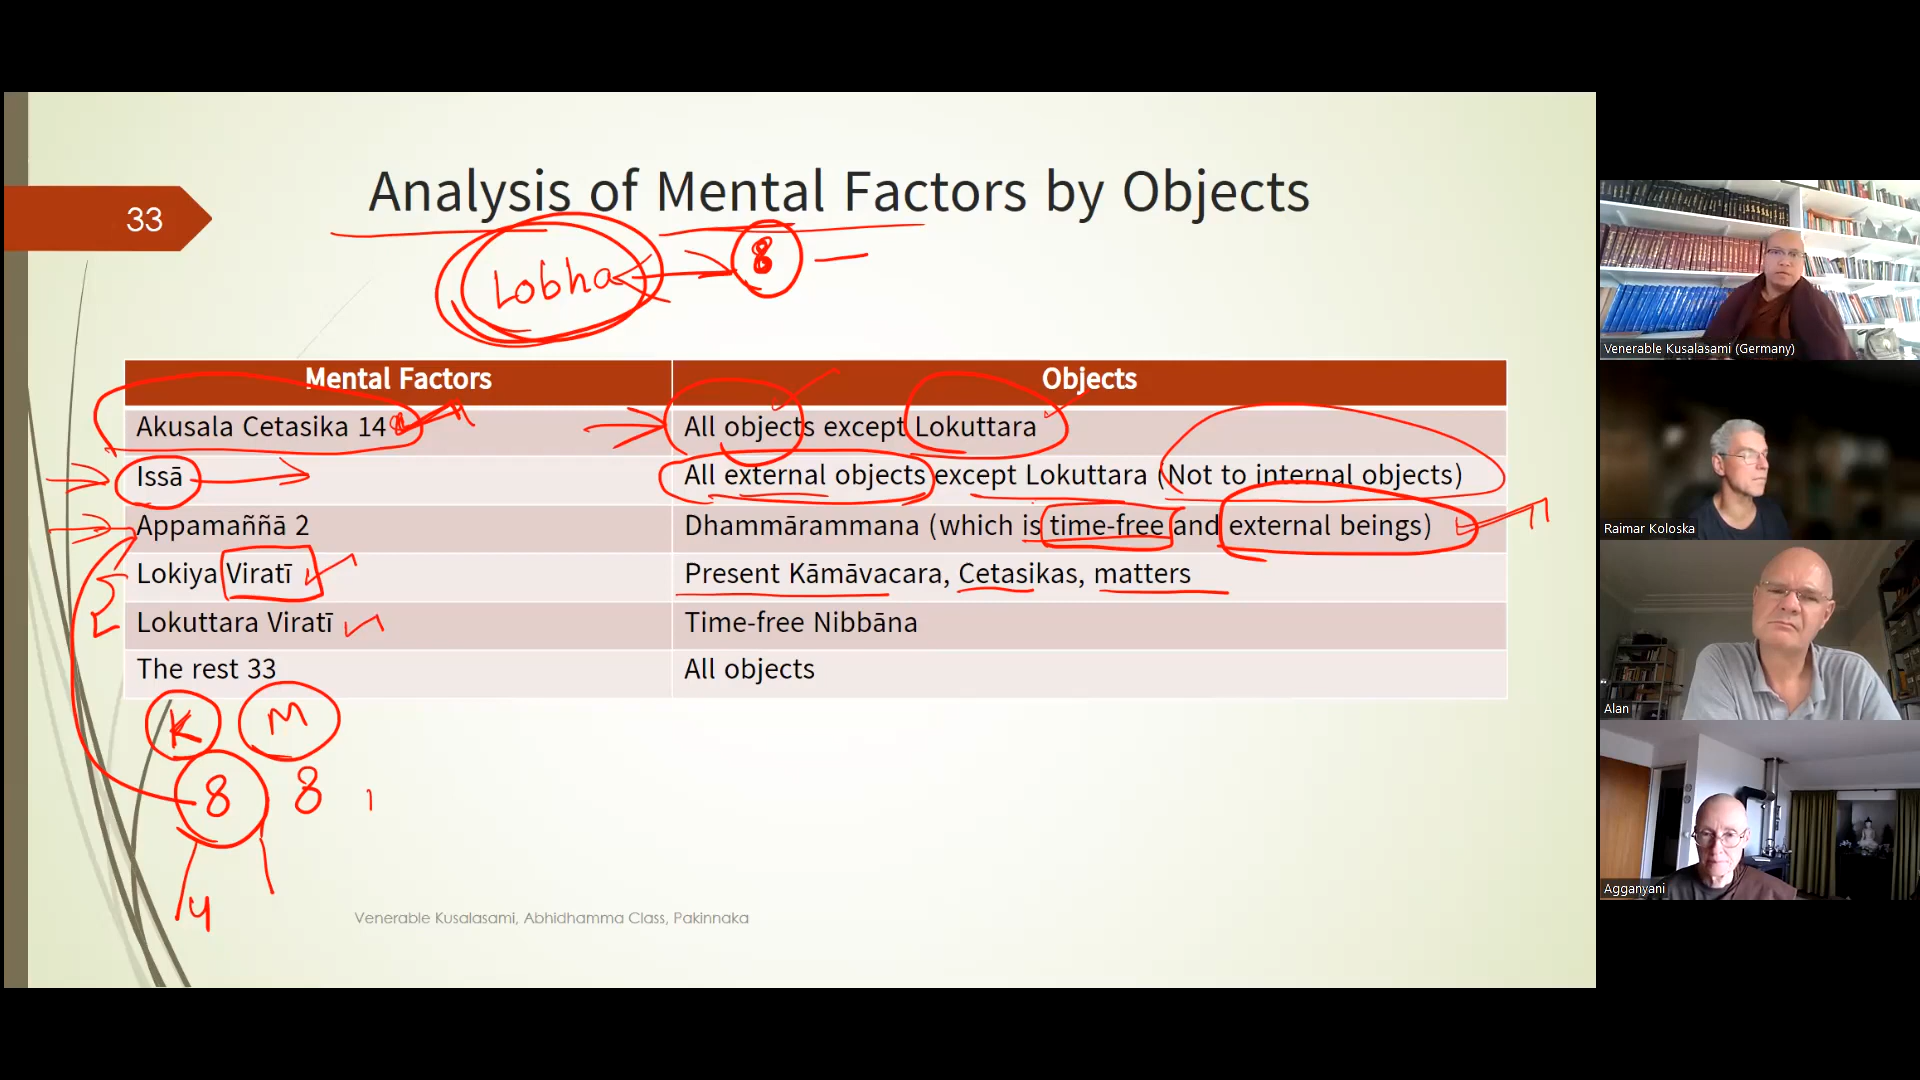 33
Analysis of Mental Factors by Objects
Lobha
8
Mental Factors Objects
Akusala Cetasika 14 All objects except Lokuttara
Issā All external objects except Lokuttara (Not to internal objects)
Appamaññā 2 Dhammārammana (which is time-free and external beings)
Lokiya Viratī Present Kāmāvacara, Cetasikas, matters
Lokuttara Viratī Time-free Nibbāna
The rest 33 All objects
K M
8 8 1
4
Venerable Kusalasami, Abhidhamma Class, Pakinnaka
Venerable Kusalasami (Germany)
Raimar Koloska
Alan
Agganyani